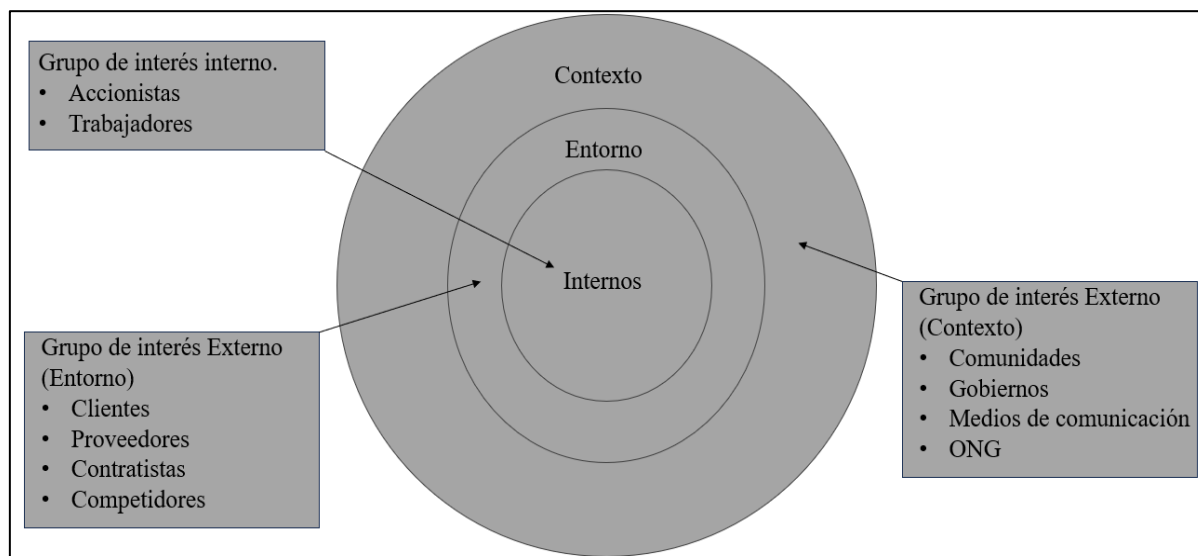 Grupo de interés interno.
• Accionistas
• Trabajadores
Contexto
Entorno
Internos
Grupo de interés Externo
(Entorno)
• Clientes
• Proveedores
• Contratistas
• Competidores
Grupo de interés Externo
(Contexto)
• Comunidades
• Gobiernos
• Medios de comunicación
• ONG